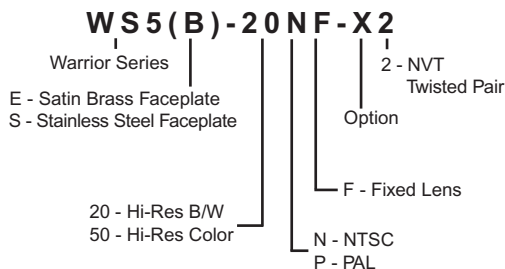 WS5(B)-20NF-X2
Warrior Series
2 - NVT
Twisted Pair
E - Satin Brass Faceplate
S - Stainless Steel Faceplate
Option
F - Fixed Lens
20 - Hi-Res B/W
50 - Hi-Res Color
N - NTSC
P - PAL